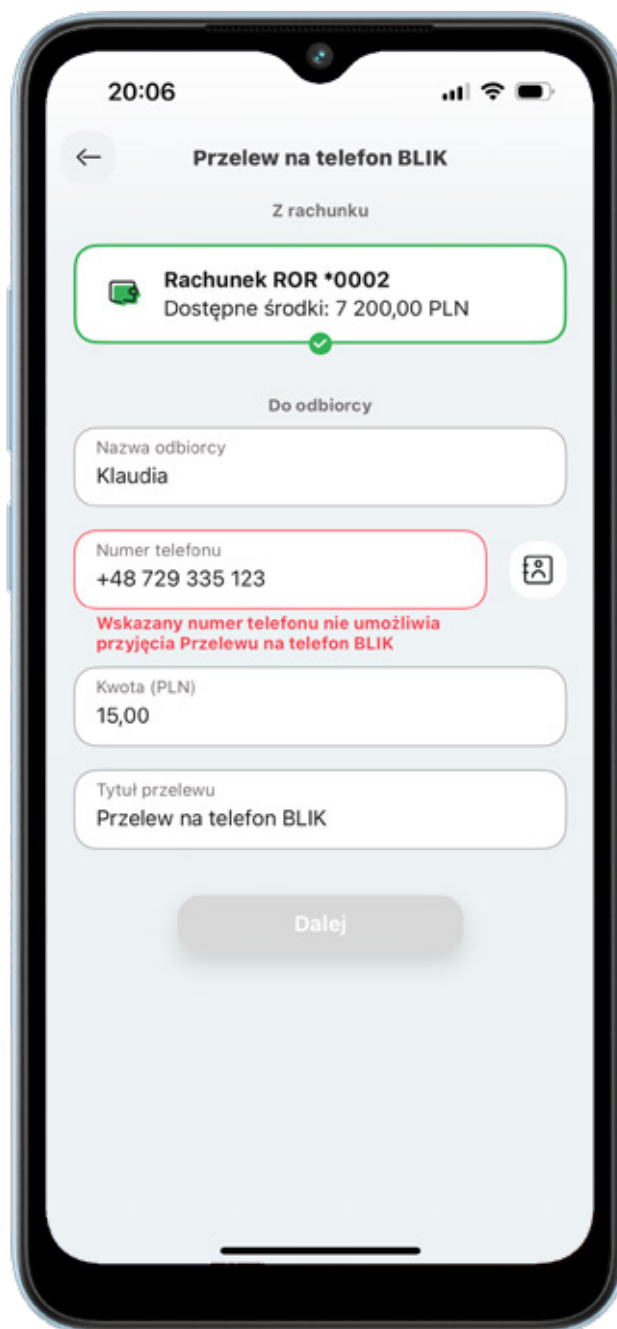 20:06
Przelew na telefon BLIK
Z rachunku
Rachunek ROR *0002
Dostępne środki: 7 200,00 PLN
Do odbiorcy
Nazwa odbiorcy
Klaudia
Numer telefonu
+48 729 335 123
Wskazany numer telefonu nie umożliwia
przyjęcia Przelewu na telefon BLIK
Kwota (PLN)
15,00
Tytuł przelewu
Przelew na telefon BLIK
Dalej